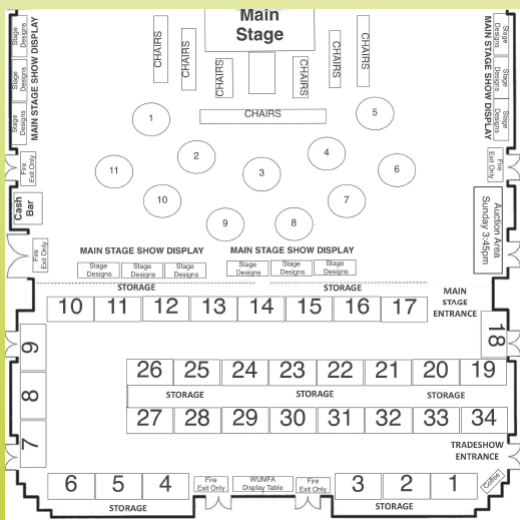 Main
Stage
CHAIRS
CHAIRS
CHAIRS
CHAIRS
CHAIRS
CHAIRS
CHAIRS
Stage
Designs
Stage
Designs
Stage
Designs
MAIN STAGE SHOW DISPLAY
MAIN STAGE SHOW DISPLAY
Stage
Designs
Stage
Designs
Stage
Designs
1
5
2
4
11
3
6
10
7
9
8
Fire
Exit Only
Fire
Exit Only
Cash
Bar
Auction Area
Sunday 3:45pm
Fire
Exit Only
MAIN STAGE SHOW DISPLAY
MAIN STAGE SHOW DISPLAY
Stage
Designs
Stage
Designs
Stage
Designs
Stage
Designs
Stage
Designs
Stage
Designs
STORAGE
STORAGE
10 11 12 13 14 15 16 17
MAIN
STAGE
ENTRANCE
18
9
8
7
26 25 24 23 22 21 20 19
STORAGE STORAGE STORAGE
27 28 29 30 31 32 33 34
TRADESHOW
ENTRANCE
6 5 4
Fire
Exit Only
WUMFA
Display Table
Fire
Exit Only
3 2 1
Coffee
STORAGE
STORAGE